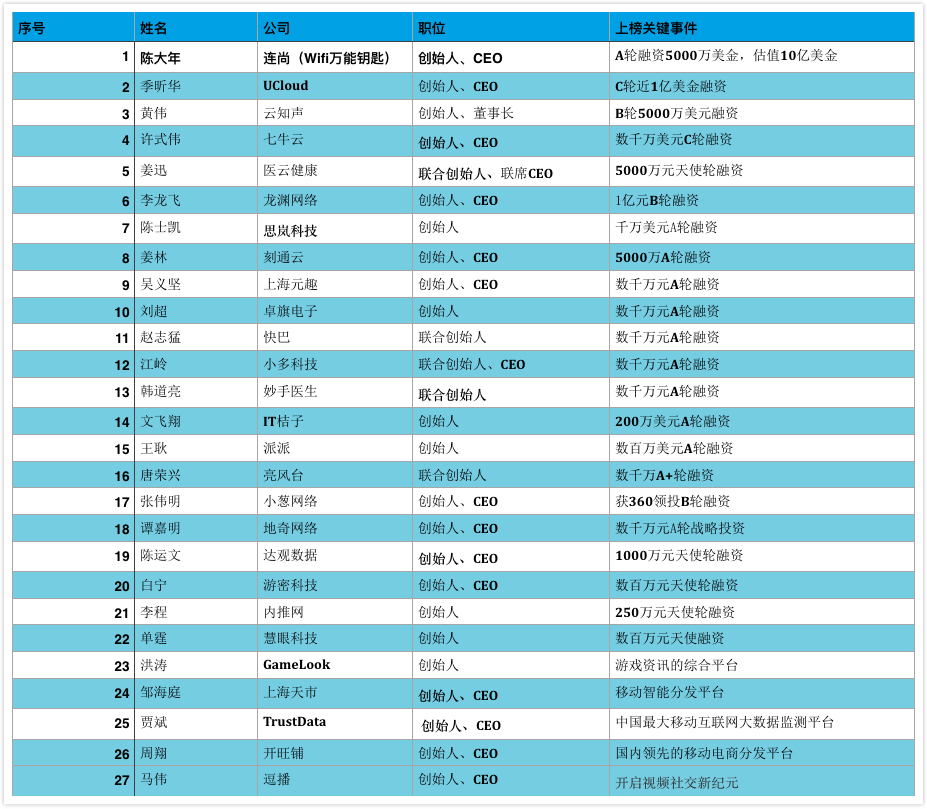 序号 姓名 公司 职位 上榜关键事件
1 陈大年 连尚（Wifi万能钥匙） 创始人、CEO A轮融资5000万美金，估值10亿美金
2 季昕华 UCloud 创始人、CEO C轮近1亿美金融资
3 黄伟 云知声 创始人、董事长 B轮5000万美元融资
4 许式伟 七牛云 创始人、CEO 数千万美元C轮融资
5 姜迅 医云健康 联合创始人、联席CEO 5000万元天使轮融资
6 李龙飞 龙渊网络 创始人、CEO 1亿元B轮融资
7 陈士凯 思岚科技 创始人 千万美元A轮融资
8 姜林 刻通云 创始人、CEO 5000万A轮融资
9 吴义坚 上海元趣 创始人、CEO 数千万元A轮融资
10 刘超 卓旗电子 创始人 数千万元A轮融资
11 赵志猛 快巴 联合创始人 数千万元A轮融资
12 江岭 小多科技 联合创始人、CEO 数千万元A轮融资
13 韩道亮 妙手医生 联合创始人 数千万元A轮融资
14 文飞翔 IT桔子 创始人 200万美元A轮融资
15 王耿 派派 创始人 数百万美元A轮融资
16 唐荣兴 亮风台 联合创始人 数千万A+轮融资
17 张伟明 小葱网络 创始人、CEO 获360领投B轮融资
18 谭嘉明 地奇网络 创始人、CEO 数千万元A轮战略投资
19 陈运文 达观数据 创始人、CEO 1000万元天使轮融资
20 白宁 游密科技 创始人、CEO 数百万元天使轮融资
21 李程 内推网 创始人 250万元天使轮融资
22 单霆 慧眼科技 创始人 数百万元天使融资
23 洪涛 GameLook 创始人 游戏资讯的综合平台
24 邹海庭 上海天市 创始人、CEO 移动智能分发平台
25 贾斌 TrustData 创始人、CEO 中国最大移动互联网大数据监测平台
26 周翔 开旺铺 创始人、CEO 国内领先的移动电商分发平台
27 马伟 逗播 创始人、CEO 开启视频社交新纪元